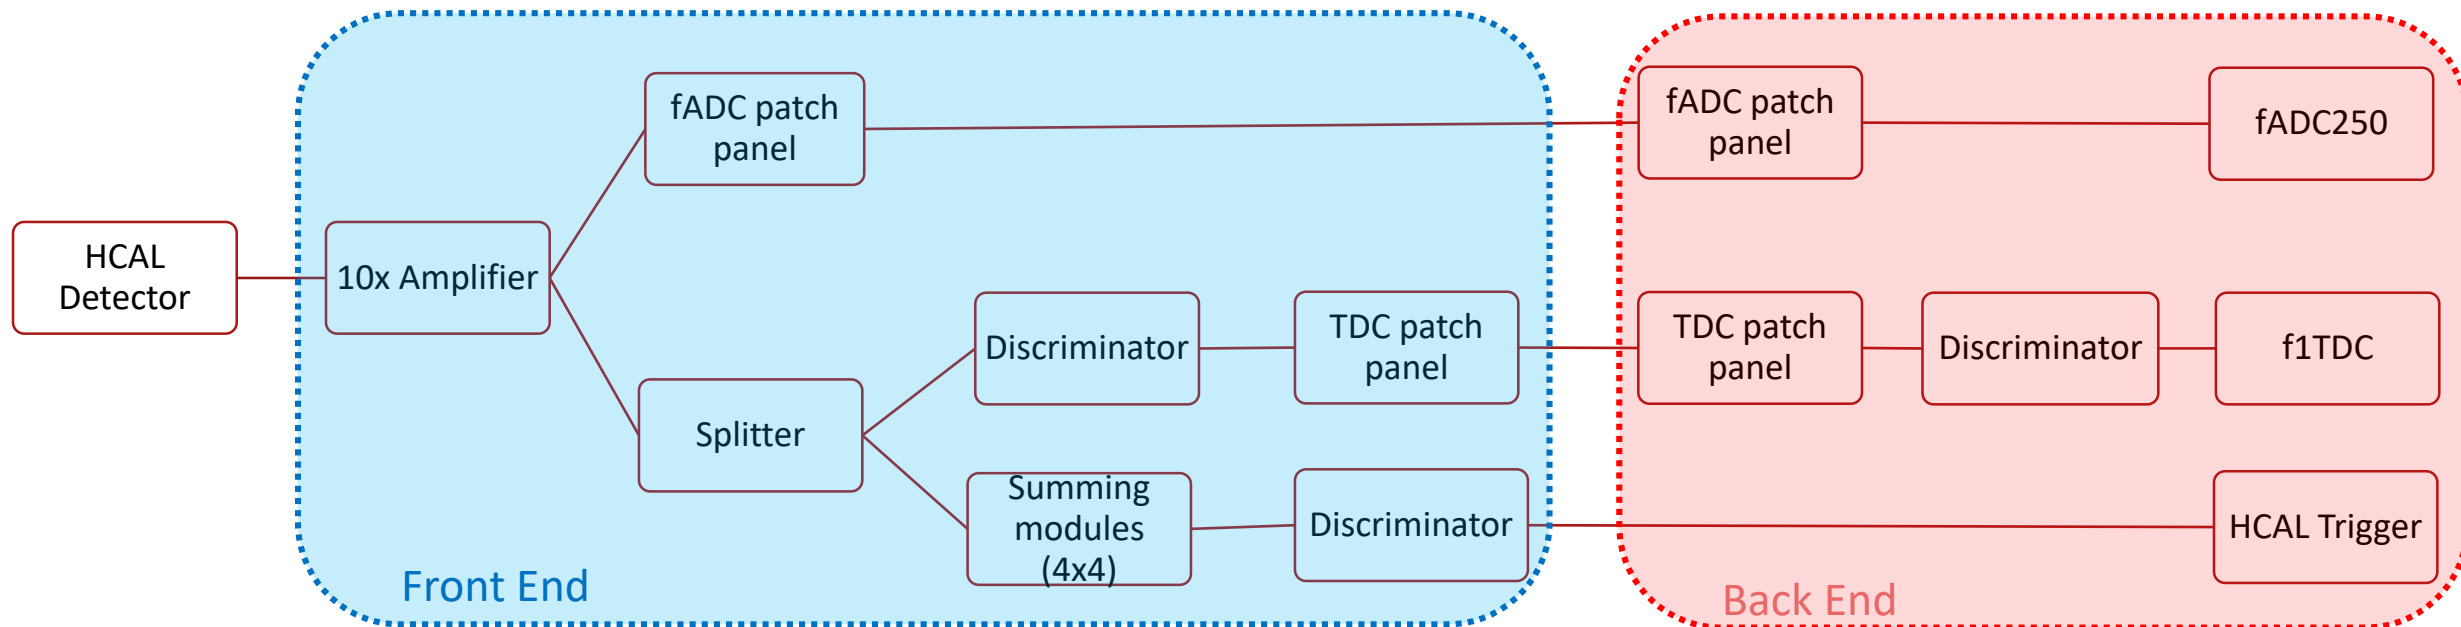 fADC patch
panel
fADC patch
panel
fADC250
HCAL
Detector
10x Amplifier
Discriminator
TDC patch
panel
TDC patch
panel
Discriminator
f1TDC
Splitter
Summing
modules
(4x4)
Discriminator
HCAL Trigger
Front End
Back End